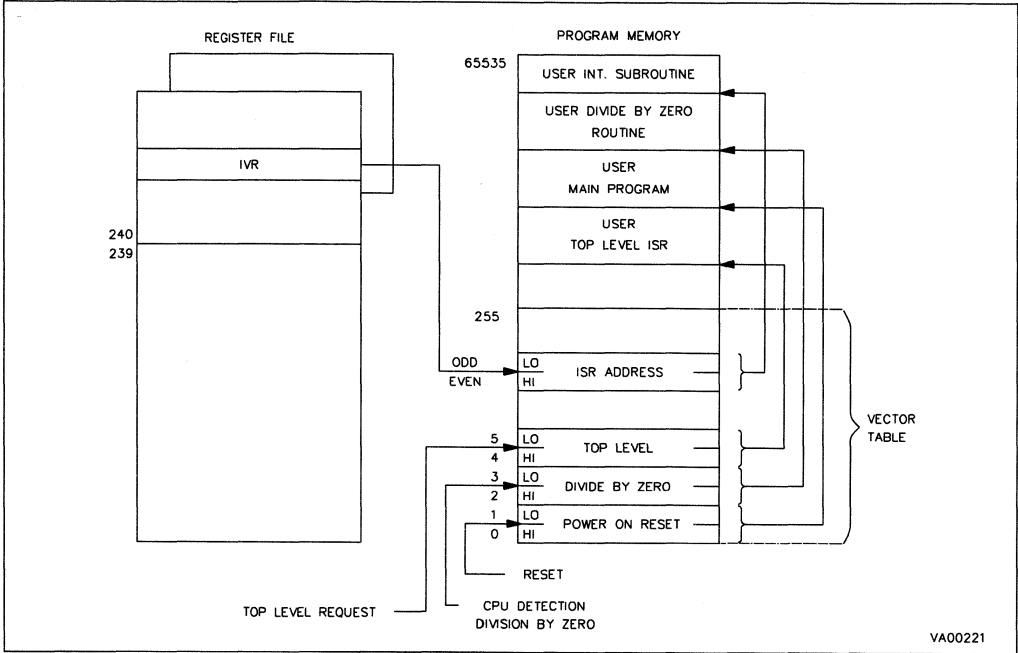 REGISTER FILE
PROGRAM MEMORY
65535
USER INT. SUBROUTINE
USER DIVIDE BY ZERO
ROUTINE
IVR
USER
MAIN PROGRAM
USER
TOP LEVEL ISR
240
239
255
ODD
EVEN
LO
HI
ISR ADDRESS
VECTOR
TABLE
5
4
LO
HI
TOP LEVEL
3
2
LO
HI
DIVIDE BY ZERO
1
0
LO
HI
POWER ON RESET
RESET
TOP LEVEL REQUEST
CPU DETECTION
DIVISION BY ZERO
VA00221